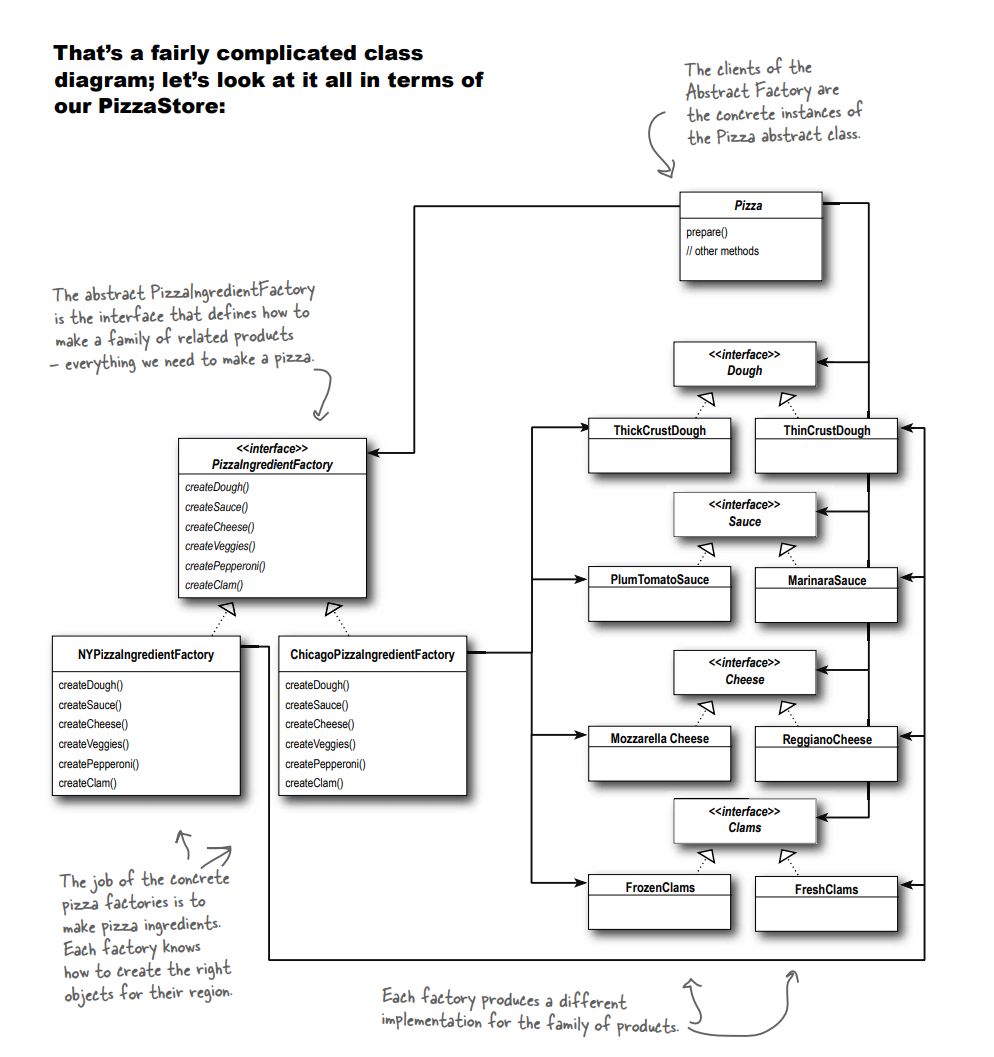 That's a fairly complicated class
diagram; let's look at it all in terms of
our PizzaStore:
The clients of the
Abstract Factory are
the concrete instances of
the Pizza abstract class.
Pizza
prepare()
// other methods
The abstract PizzaIngredientFactory
is the interface that defines how to
make a family of related products
– everything we need to make a pizza.
<<interface>>
Dough
ThickCrustDough
ThinCrustDough
<<interface>>
PizzaIngredientFactory
createDough()
createSauce()
createCheese()
createVeggies()
createPepperoni()
createClam()
<<interface>>
Sauce
PlumTomatoSauce
MarinaraSauce
NYPizzaIngredientFactory
createDough()
createSauce()
createCheese()
createVeggies()
createPepperoni()
createClam()
ChicagoPizzaIngredientFactory
createDough()
createSauce()
createCheese()
createVeggies()
createPepperoni()
createClam()
<<interface>>
Cheese
Mozzarella Cheese
ReggianoCheese
<<interface>>
Clams
FrozenClams
FreshClams
The job of the concrete
pizza factories is to
make pizza ingredients.
Each factory knows
how to create the right
objects for their region.
Each factory produces a different
implementation for the family of products.